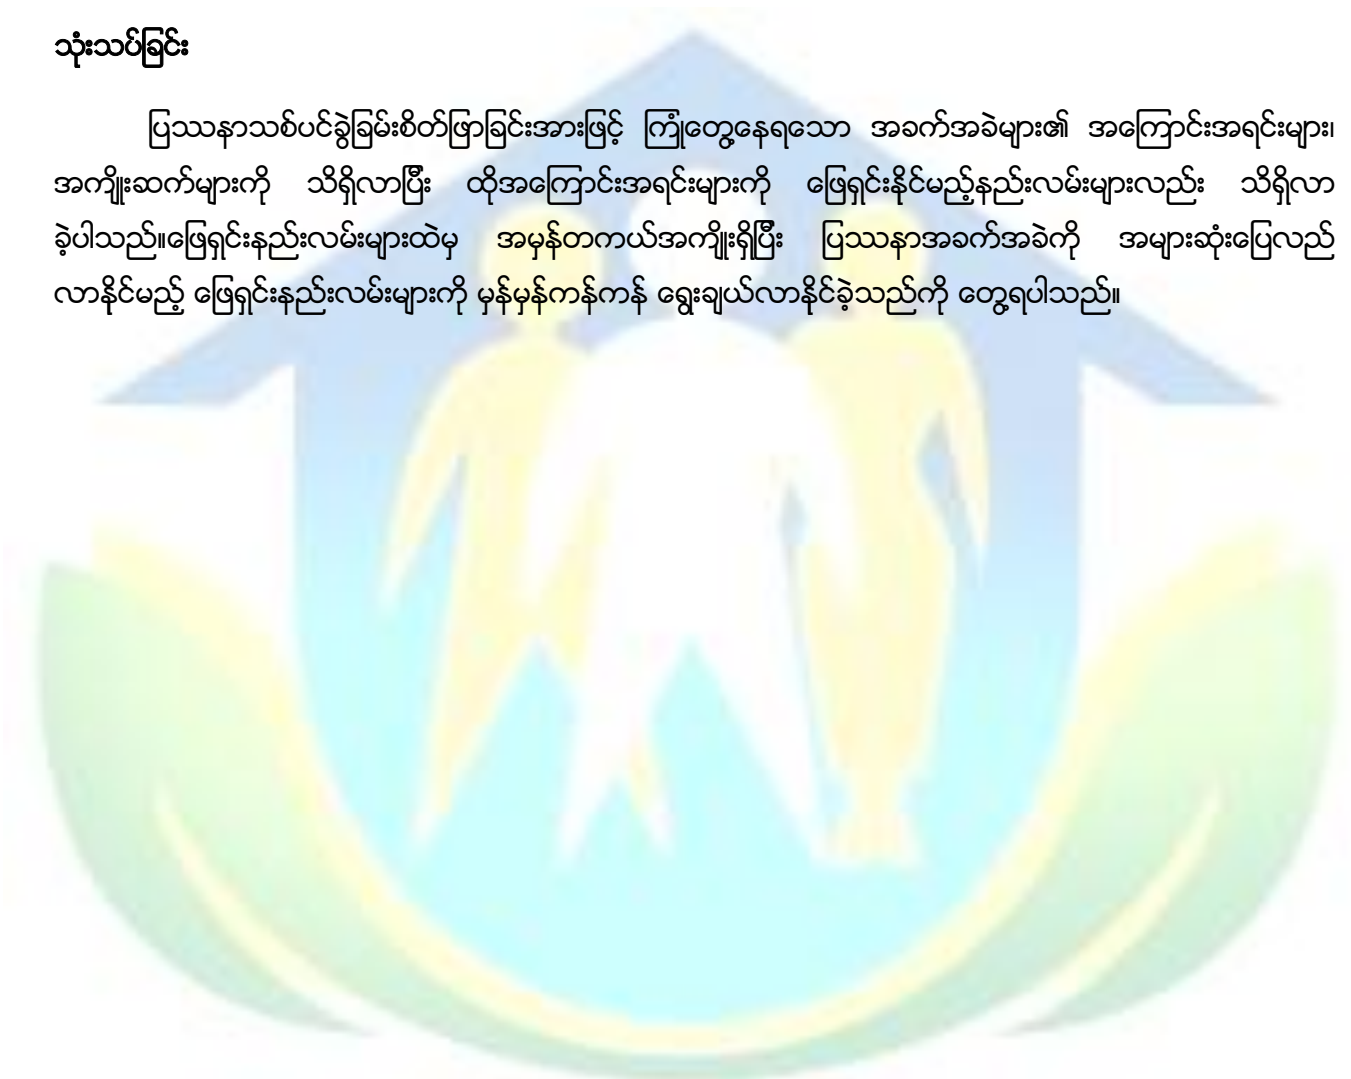 သုံးသပ်ခြင်း
ပြဿနာသစ်ပင်ခွဲခြမ်းစိတ်ဖြာခြင်းအားဖြင့် ကြုံတွေ့နေရသော အခက်အခဲများ၏ အကြောင်းအရင်းများ၊
အကျိုးဆက်များကို သိရှိလာပြီး ထိုအကြောင်းအရင်းများကို ဖြေရှင်းနိုင်မည့်နည်းလမ်းများလည်း သိရှိလာ
ခဲ့ပါသည်။ဖြေရှင်းနည်းလမ်းများထဲမှ အမှန်တကယ်အကျိုးရှိပြီး ပြဿနာအခက်အခဲကို အများဆုံးပြေလည်
လာနိုင်မည့် ဖြေရှင်းနည်းလမ်းများကို မှန်မှန်ကန်ကန် ရွေးချယ်လာနိုင်ခဲ့သည်ကို တွေ့ရပါသည်။